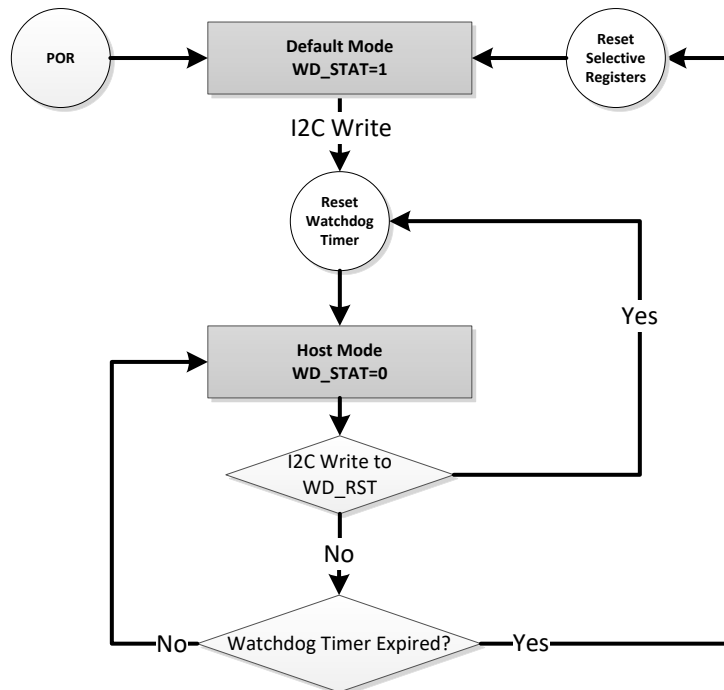 POR
Default Mode
WD_STAT=1
Reset
Selective
Registers
I2C Write
Reset
Watchdog
Timer
Yes
Host Mode
WD_STAT=0
I2C Write to
WD_RST
No
No
Watchdog Timer Expired?
Yes